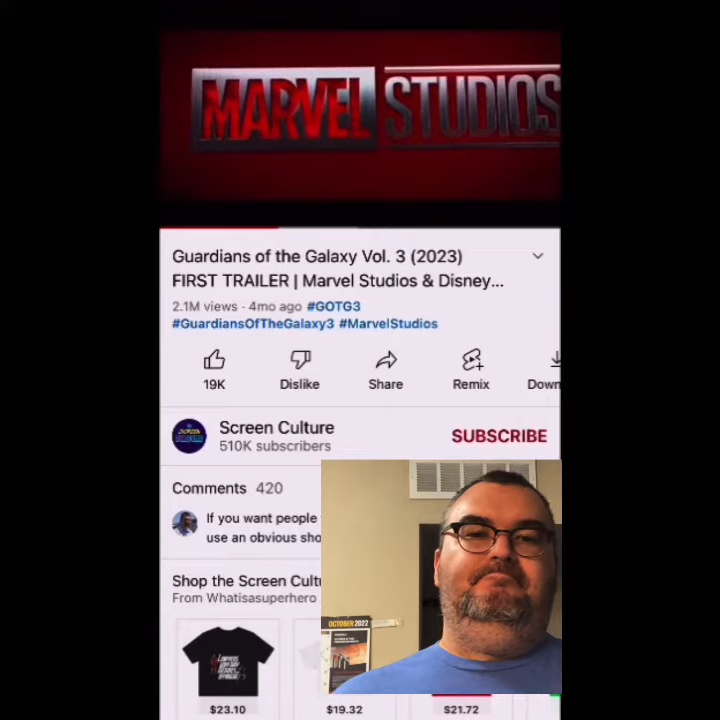 MARVEL STUDIOS
Guardians of the Galaxy Vol. 3 (2023)
FIRST TRAILER | Marvel Studios & Disney...
2.1M views · 4mo ago #GOTG3
#GuardiansOfTheGalaxy3 #MarvelStudios
19K Dislike Share Remix Down
Screen Culture
510K subscribers
SUBSCRIBE
Comments 420
If you want people
use an obvious sho
Shop the Screen Cultu
From Whatisasuperhero
OCTOBER 2022
$23.10 $19.32 $21.72